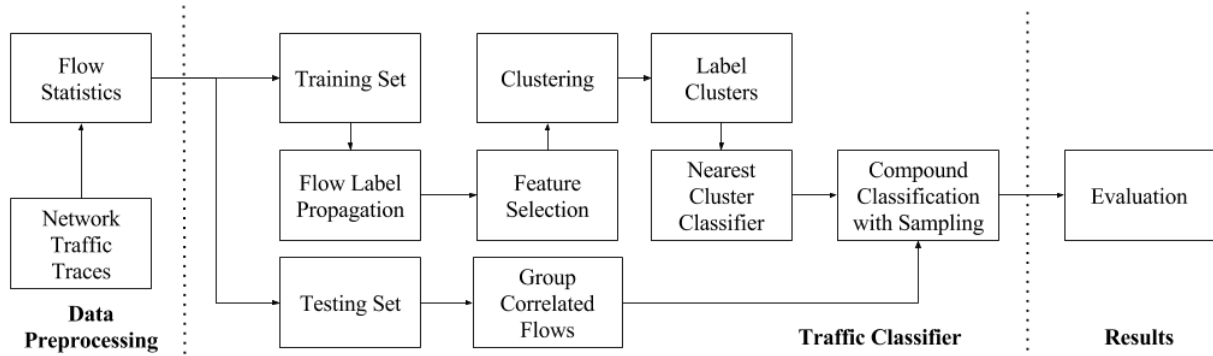 Flow
Statistics
Network
Traffic
Traces
Data
Preprocessing
Training Set
Flow Label
Propagation
Feature
Selection
Clustering
Label
Clusters
Nearest
Cluster
Classifier
Compound
Classification
with Sampling
Testing Set
Group
Correlated
Flows
Traffic Classifier
Evaluation
Results